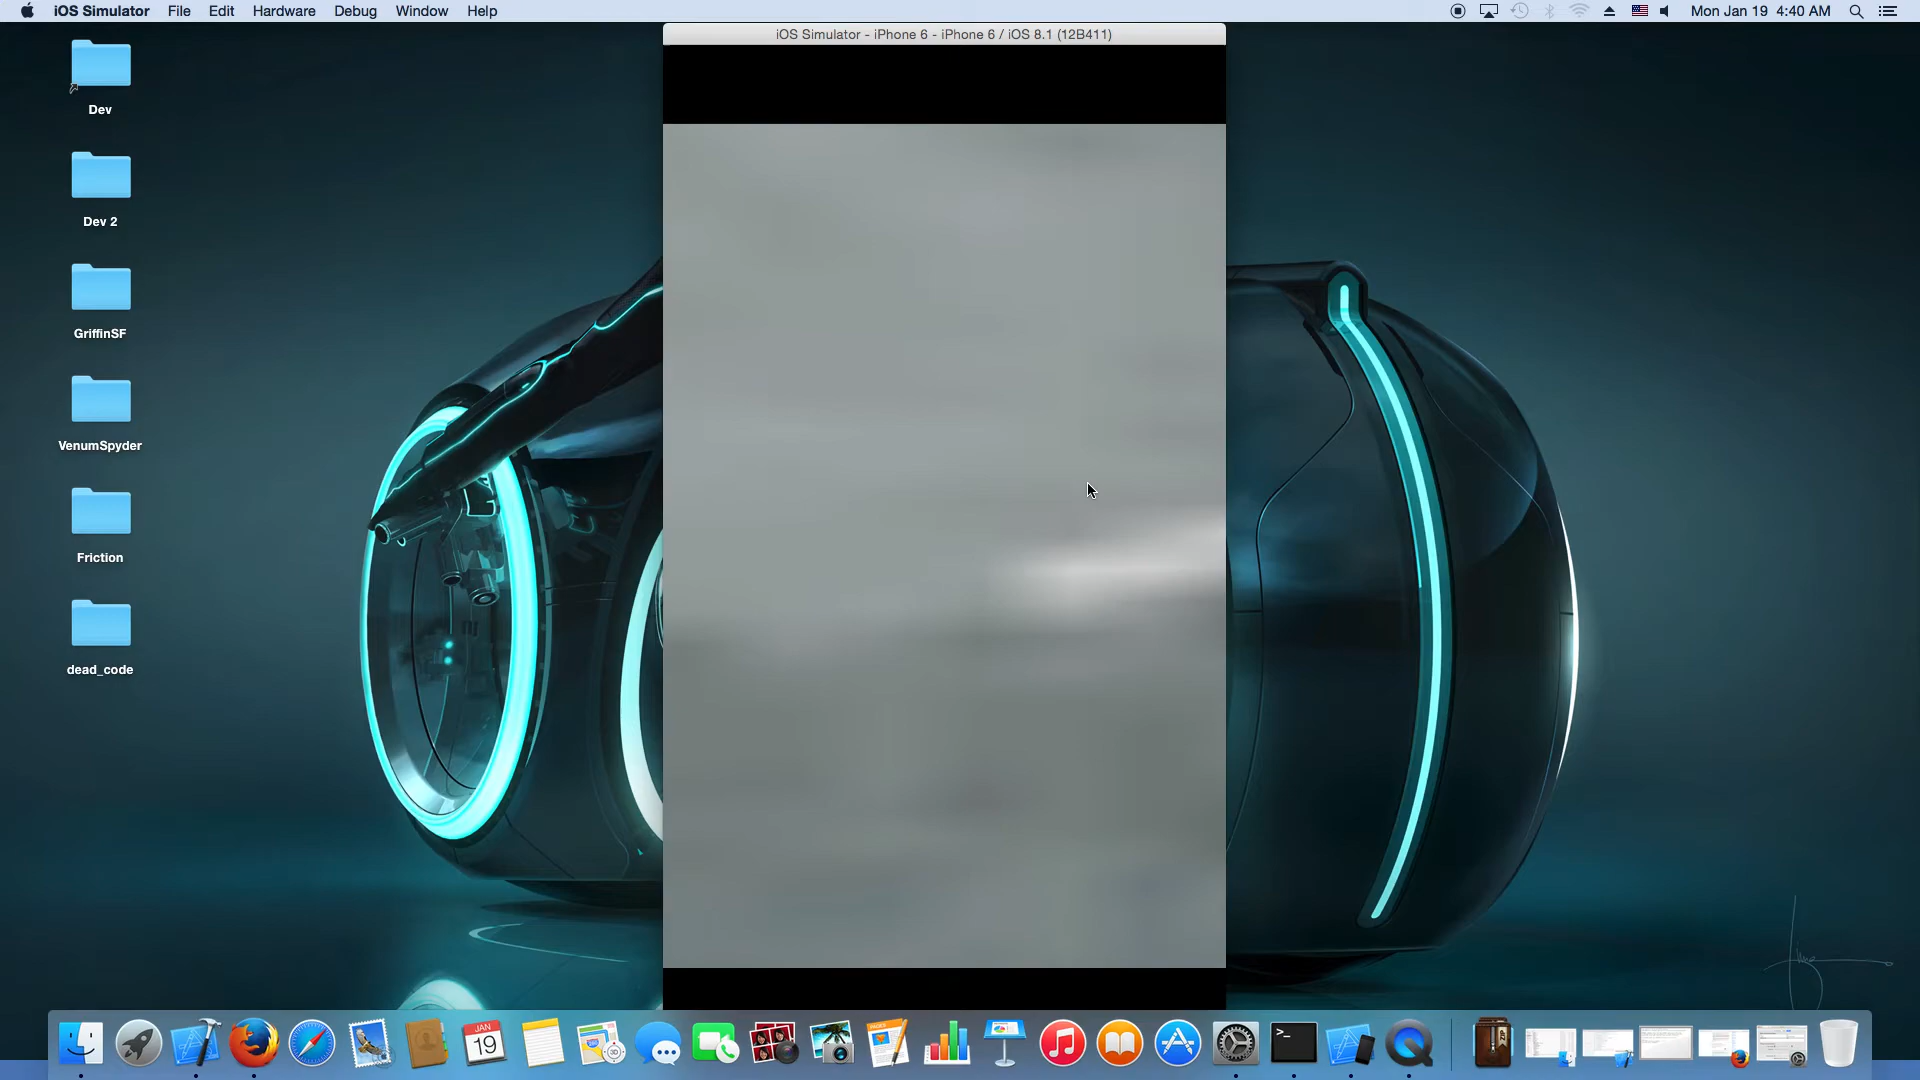 iOS Simulator File Edit Hardware Debug Window Help Mon Jan 19 4:40 AM
iOS Simulator - iPhone 6 - iPhone 6 / iOS 8.1 (12B411)
Dev
Dev 2
GriffinSF
VenumSpyder
Friction
dead_code
JAN
19
PAGES